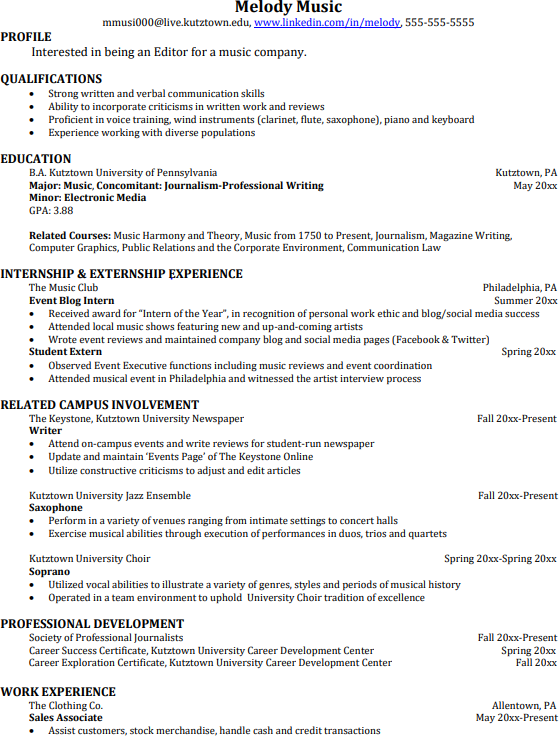 Melody Music
mmusi000@live.kutztown.edu, www.linkedin.com/in/melody, 555-555-5555
PROFILE
Interested in being an Editor for a music company.
QUALIFICATIONS
• Strong written and verbal communication skills
• Ability to incorporate criticisms in written work and reviews
• Proficient in voice training, wind instruments (clarinet, flute, saxophone), piano and keyboard
• Experience working with diverse populations
EDUCATION
B.A. Kutztown University of Pennsylvania Kutztown, PA
Major: Music, Concomitant: Journalism-Professional Writing May 20xx
Minor: Electronic Media
GPA: 3.88
Related Courses: Music Harmony and Theory, Music from 1750 to Present, Journalism, Magazine Writing,
Computer Graphics, Public Relations and the Corporate Environment, Communication Law
INTERNSHIP & EXTERNSHIP EXPERIENCE
The Music Club Philadelphia, PA
Event Blog Intern Summer 20xx
• Received award for “Intern of the Year”, in recognition of personal work ethic and blog/social media success
• Attended local music shows featuring new and up-and-coming artists
• Wrote event reviews and maintained company blog and social media pages (Facebook & Twitter)
Student Extern Spring 20xx
• Observed Event Executive functions including music reviews and event coordination
• Attended musical event in Philadelphia and witnessed the artist interview process
RELATED CAMPUS INVOLVEMENT
The Keystone, Kutztown University Newspaper Fall 20xx-Present
Writer
• Attend on-campus events and write reviews for student-run newspaper
• Update and maintain ‘Events Page’ of The Keystone Online
• Utilize constructive criticisms to adjust and edit articles
Kutztown University Jazz Ensemble Fall 20xx-Present
Saxophone
• Perform in a variety of venues ranging from intimate settings to concert halls
• Exercise musical abilities through execution of performances in duos, trios and quartets
Kutztown University Choir Spring 20xx-Spring 20xx
Soprano
• Utilized vocal abilities to illustrate a variety of genres, styles and periods of musical history
• Operated in a team environment to uphold University Choir tradition of excellence
PROFESSIONAL DEVELOPMENT
Society of Professional Journalists Fall 20xx-Present
Career Success Certificate, Kutztown University Career Development Center Spring 20xx
Career Exploration Certificate, Kutztown University Career Development Center Fall 20xx
WORK EXPERIENCE
The Clothing Co. Allentown, PA
Sales Associate May 20xx-Present
• Assist customers, stock merchandise, handle cash and credit transactions